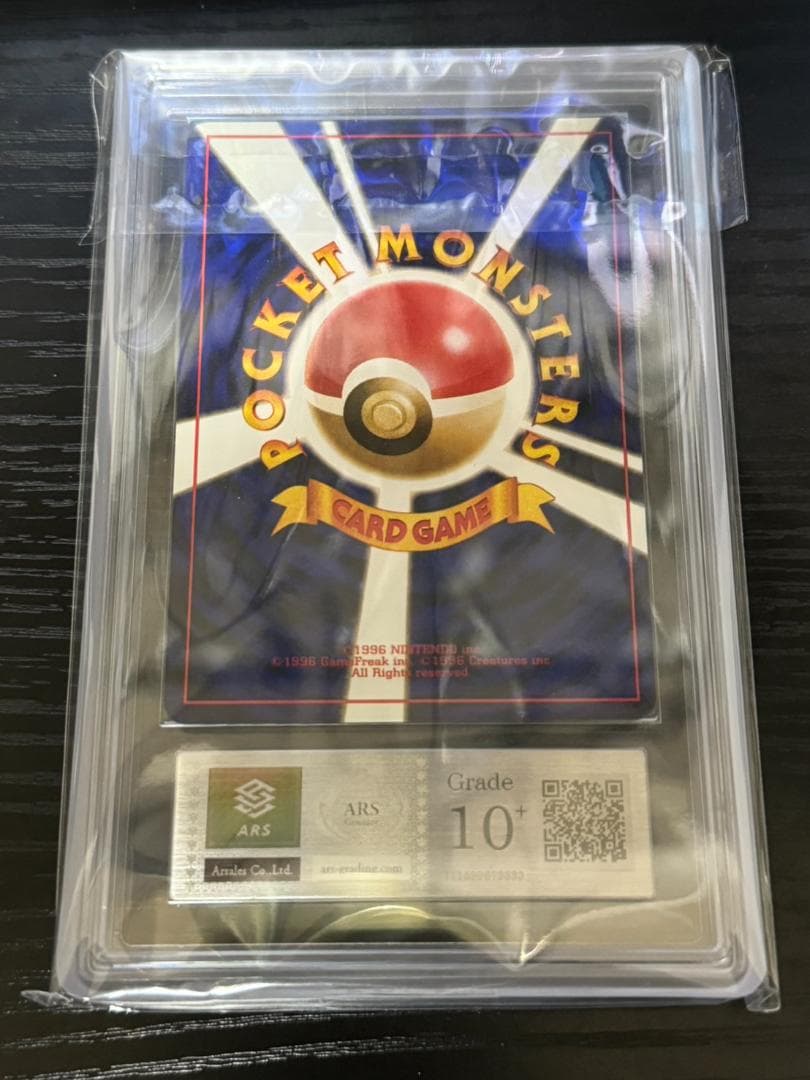 POCKET MONSTERS
CARD GAME
©1996 NINTENDO inc.
©1996 GameFreak inc. ©1996 Creatures inc
All Rights reserved
ARS
Arsales Co.,Ltd.
ARS
ars-grading.com
Grade
10+